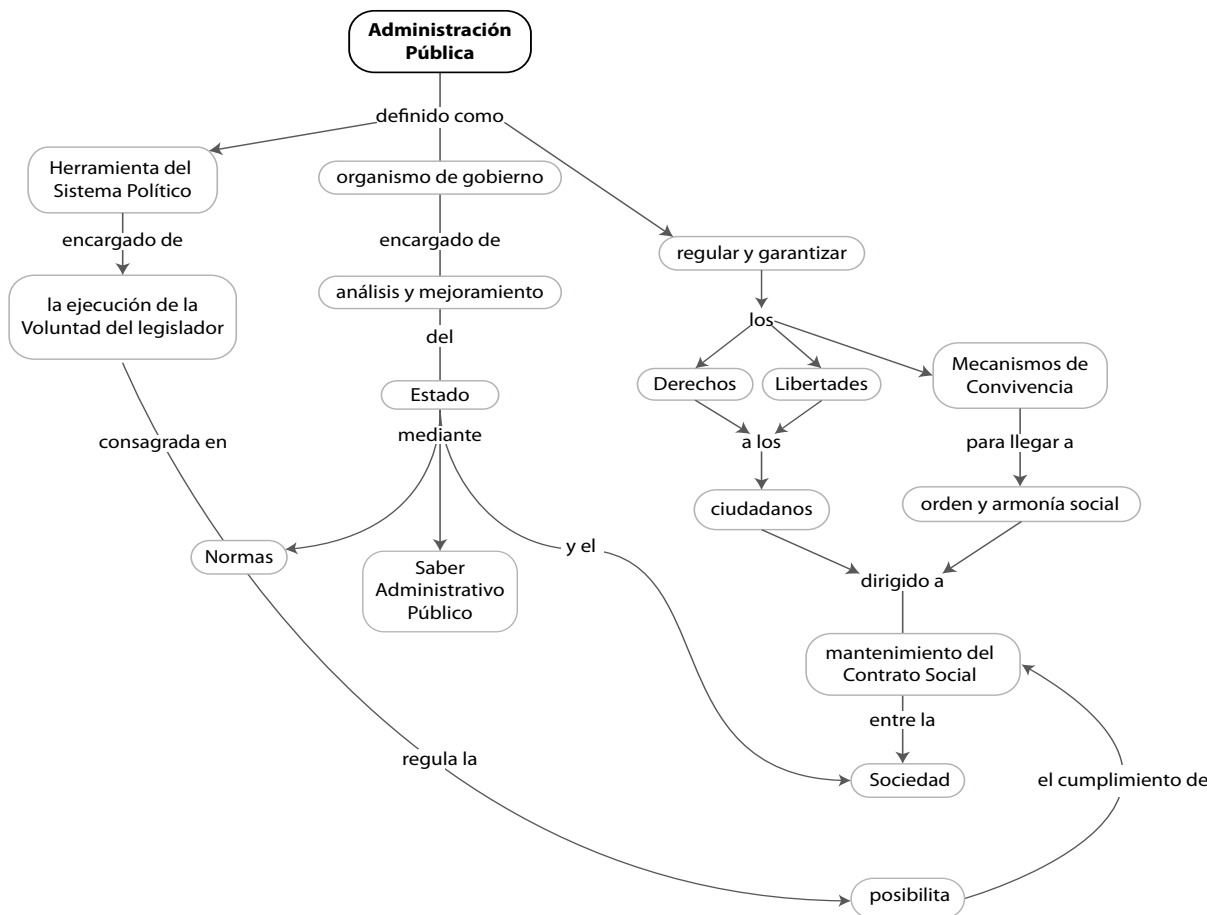 Administración
Pública
definido como
Herramienta del
Sistema Político
organismo de gobierno
encargado de
encargado de
regular y garantizar
la ejecución de la
Voluntad del legislador
análisis y mejoramiento
los
del
Mecanismos de
Convivencia
Derechos
Libertades
Estado
consagrada en
mediante
a los
para llegar a
ciudadanos
orden y armonía social
Normas
y el
Saber
Administrativo
Público
dirigido a
mantenimiento del
Contrato Social
entre la
regula la
Sociedad
el cumplimiento de
posibilita